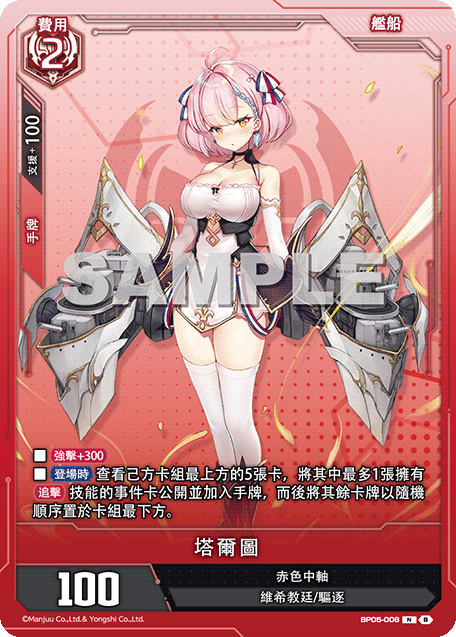 費用
2
艦船
支援+100
手牌
SAMPLE
■ 強擊+300
■ 登場時 查看己方卡組最上方的5張卡,將其中最多1張擁有
追擊 技能的事件卡公開並加入手牌,而後將其餘卡牌以隨機
順序置於卡組最下方。
塔爾圖
100
赤色中軸
維希教廷/驅逐
©Manjuu Co.,Ltd.& Yongshi Co.,Ltd.
BP05-008 N B